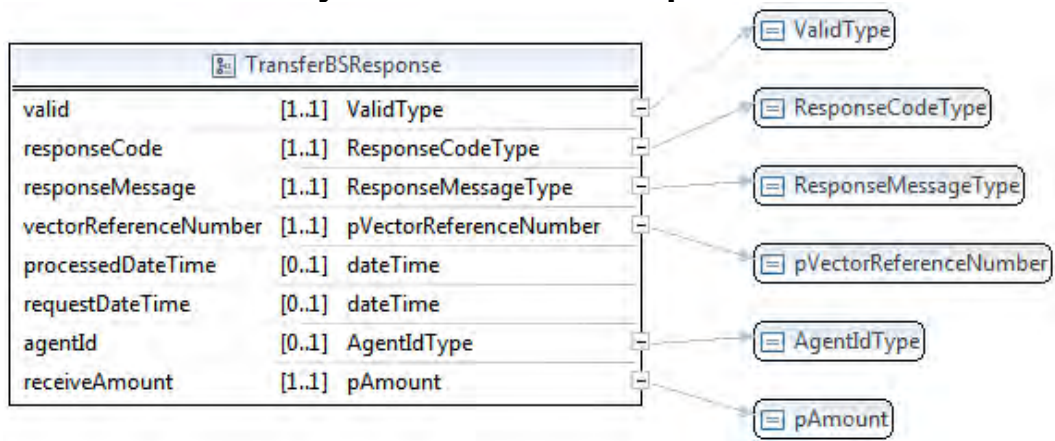 TransferBSResponse
valid [1..1] ValidType
responseCode [1..1] ResponseCodeType
responseMessage [1..1] ResponseMessageType
vectorReferenceNumber [1..1] pVectorReferenceNumber
processedDateTime [0..1] dateTime
requestDateTime [0..1] dateTime
agentId [0..1] AgentIdType
receiveAmount [1..1] pAmount
ValidType
ResponseCodeType
ResponseMessageType
pVectorReferenceNumber
AgentIdType
pAmount